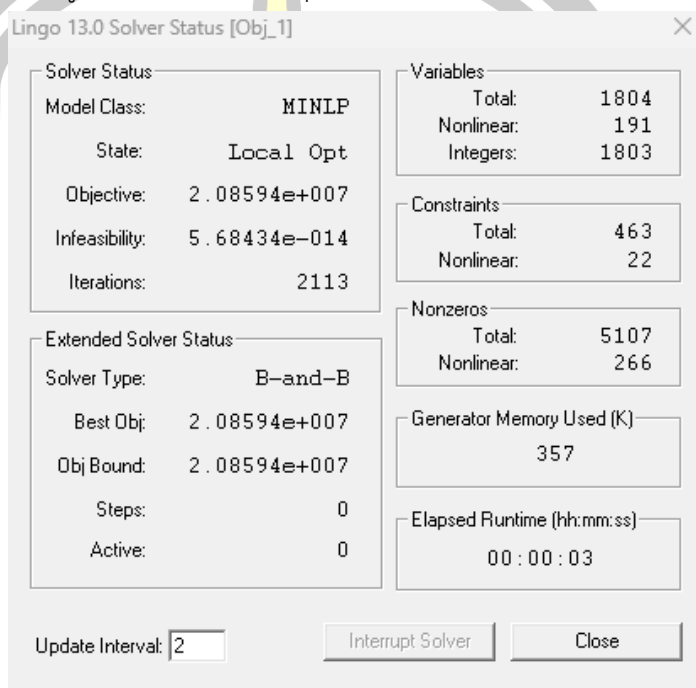 Lingo 13.0 Solver Status [Obj_1]
Solver Status
Model Class: MINLP
State: Local Opt
Objective: 2.08594e+007
Infeasibility: 5.68434e-014
Iterations: 2113
Extended Solver Status
Solver Type: B-and-B
Best Obj: 2.08594e+007
Obj Bound: 2.08594e+007
Steps: 0
Active: 0
Update Interval: 2
Variables
Total: 1804
Nonlinear: 191
Integers: 1803
Constraints
Total: 463
Nonlinear: 22
Nonzeros
Total: 5107
Nonlinear: 266
Generator Memory Used (K)
357
Elapsed Runtime (hh:mm:ss)
00:00:03
Interrupt Solver
Close